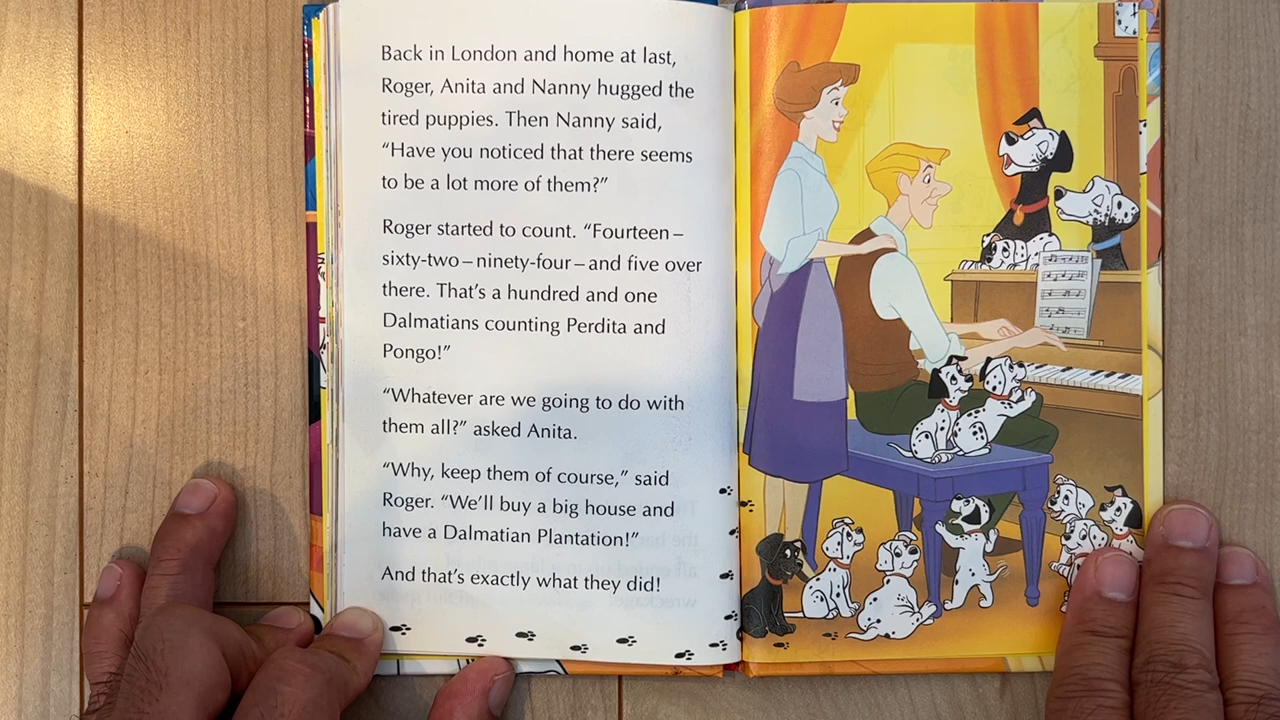 Back in London and home at last,
Roger, Anita and Nanny hugged the
tired puppies. Then Nanny said,
“Have you noticed that there seems
to be a lot more of them?”
Roger started to count. “Fourteen –
sixty-two – ninety-four – and five over
there. That’s a hundred and one
Dalmatians counting Perdita and
Pongo!”
“Whatever are we going to do with
them all?” asked Anita.
“Why, keep them of course,” said
Roger. “We’ll buy a big house and
have a Dalmatian Plantation!”
And that’s exactly what they did!